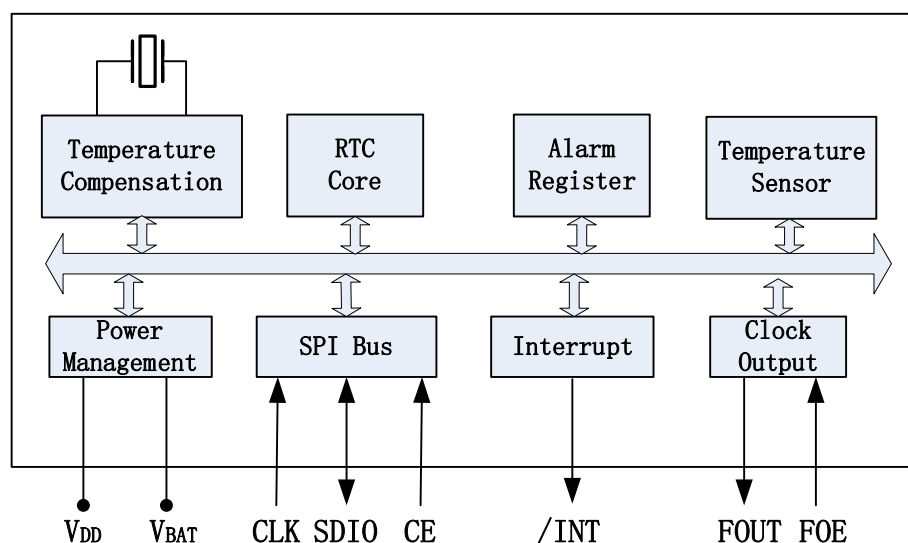 Temperature
Compensation
RTC
Core
Alarm
Register
Temperature
Sensor
Power
Management
SPI Bus
Interrupt
Clock
Output
VDD
VBAT
CLK
SDIO
CE
/INT
FOUT
FOE